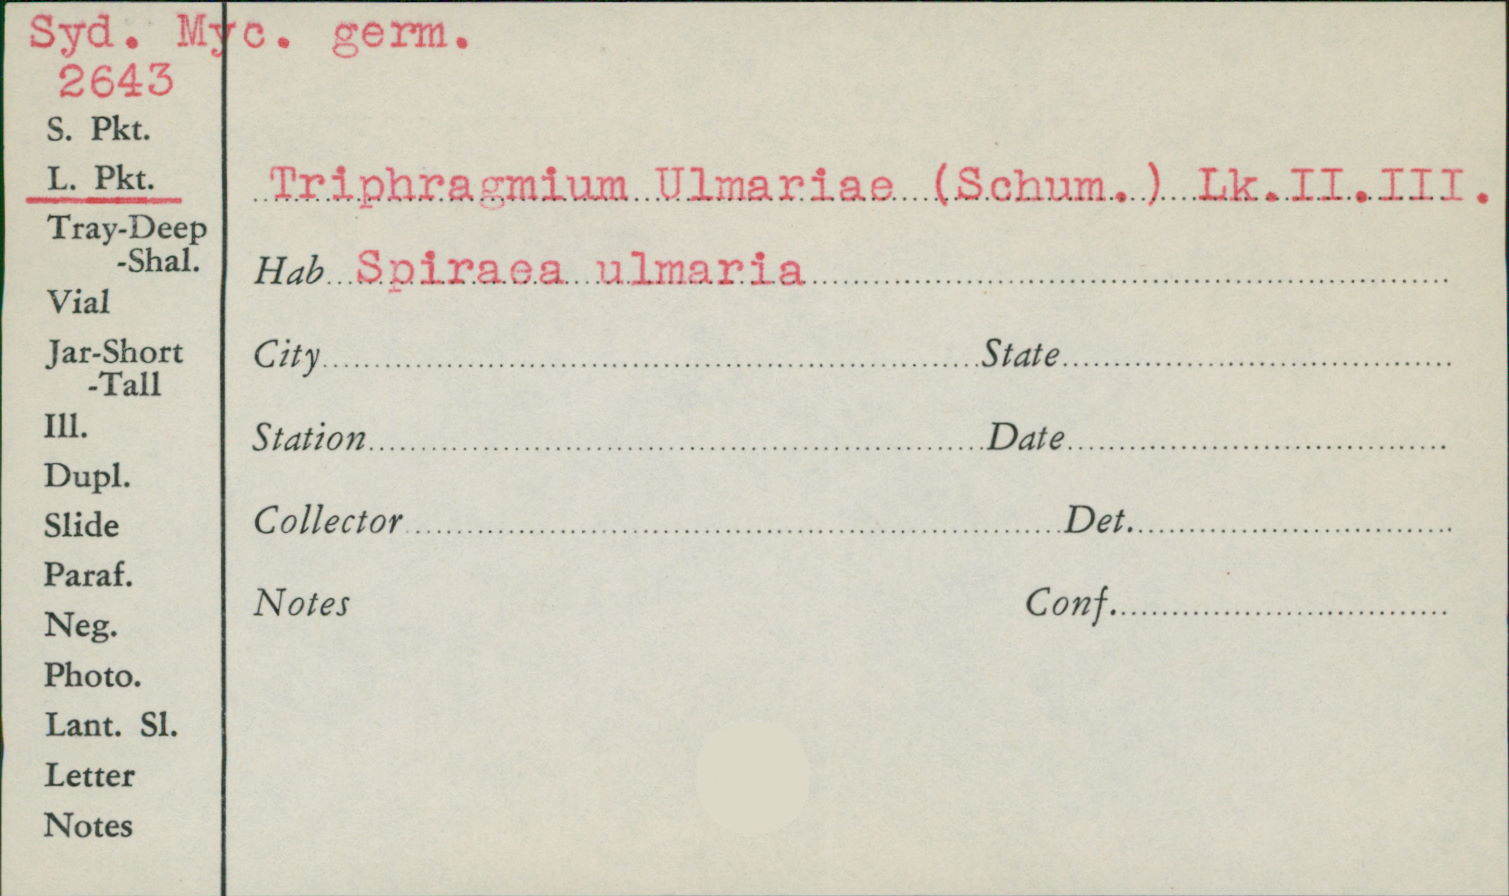 Syd. Myc. germ.
2643
S. Pkt.
L. Pkt.
Tray-Deep
-Shal.
Vial
Jar-Short
-Tall
Ill.
Dupl.
Slide
Paraf.
Neg.
Photo.
Lant. Sl.
Letter
Notes
Triphragmium Ulmariae (Schum.) Lk.II.III.
Hab Spiraea ulmaria
City State
Station Date
Collector Det.
Notes Conf.